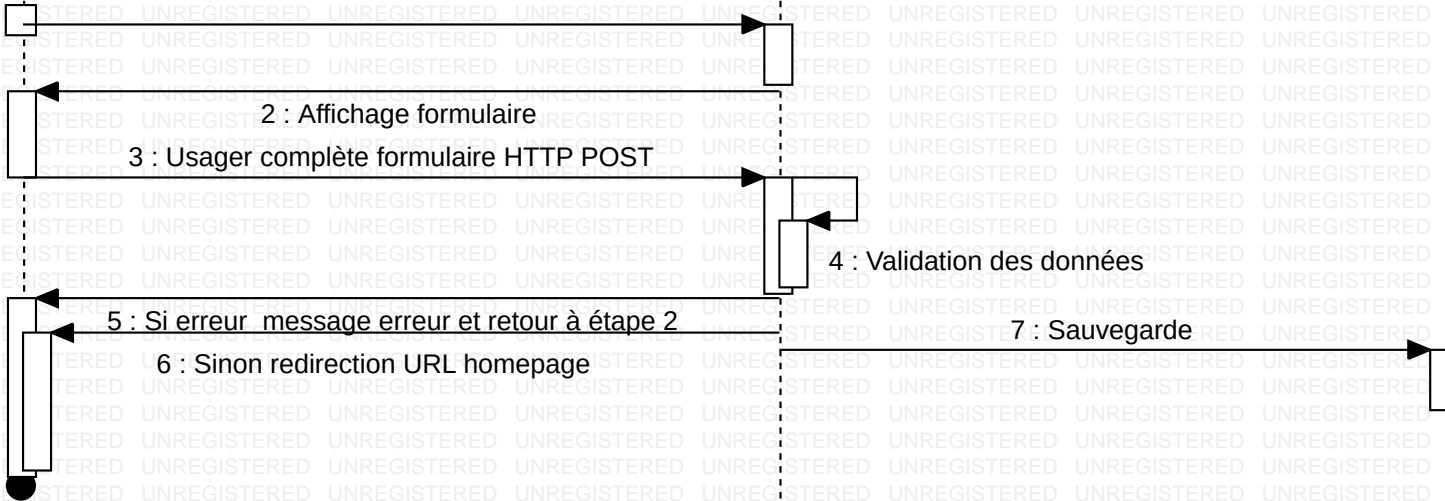 2 : Affichage formulaire
3 : Usager complète formulaire HTTP POST
4 : Validation des données
5 : Si erreur  message erreur et retour à étape 2
7 : Sauvegarde
6 : Sinon redirection URL homepage
UNREGISTERED